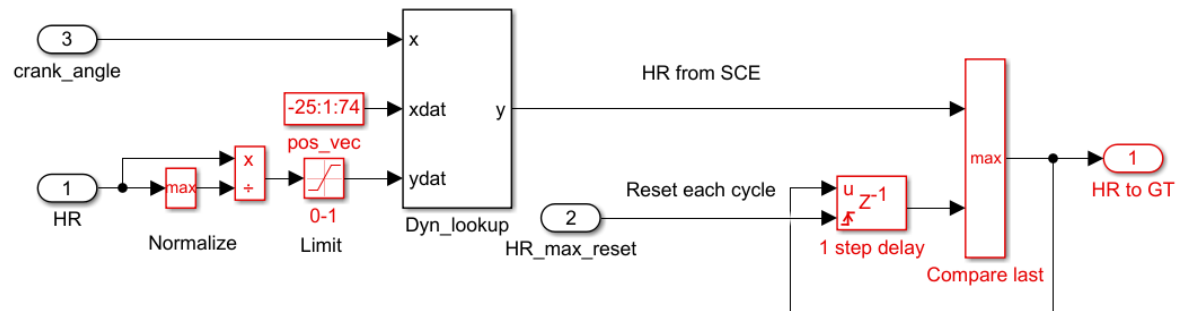 3
crank_angle
-25:1:74
pos_vec
1
HR
max
x
÷
Normalize
0-1
Limit
x
xdat
ydat
y
Dyn_lookup
HR from SCE
Reset each cycle
2
HR_max_reset
u
Z-1
1 step delay
max
Compare last
1
HR to GT